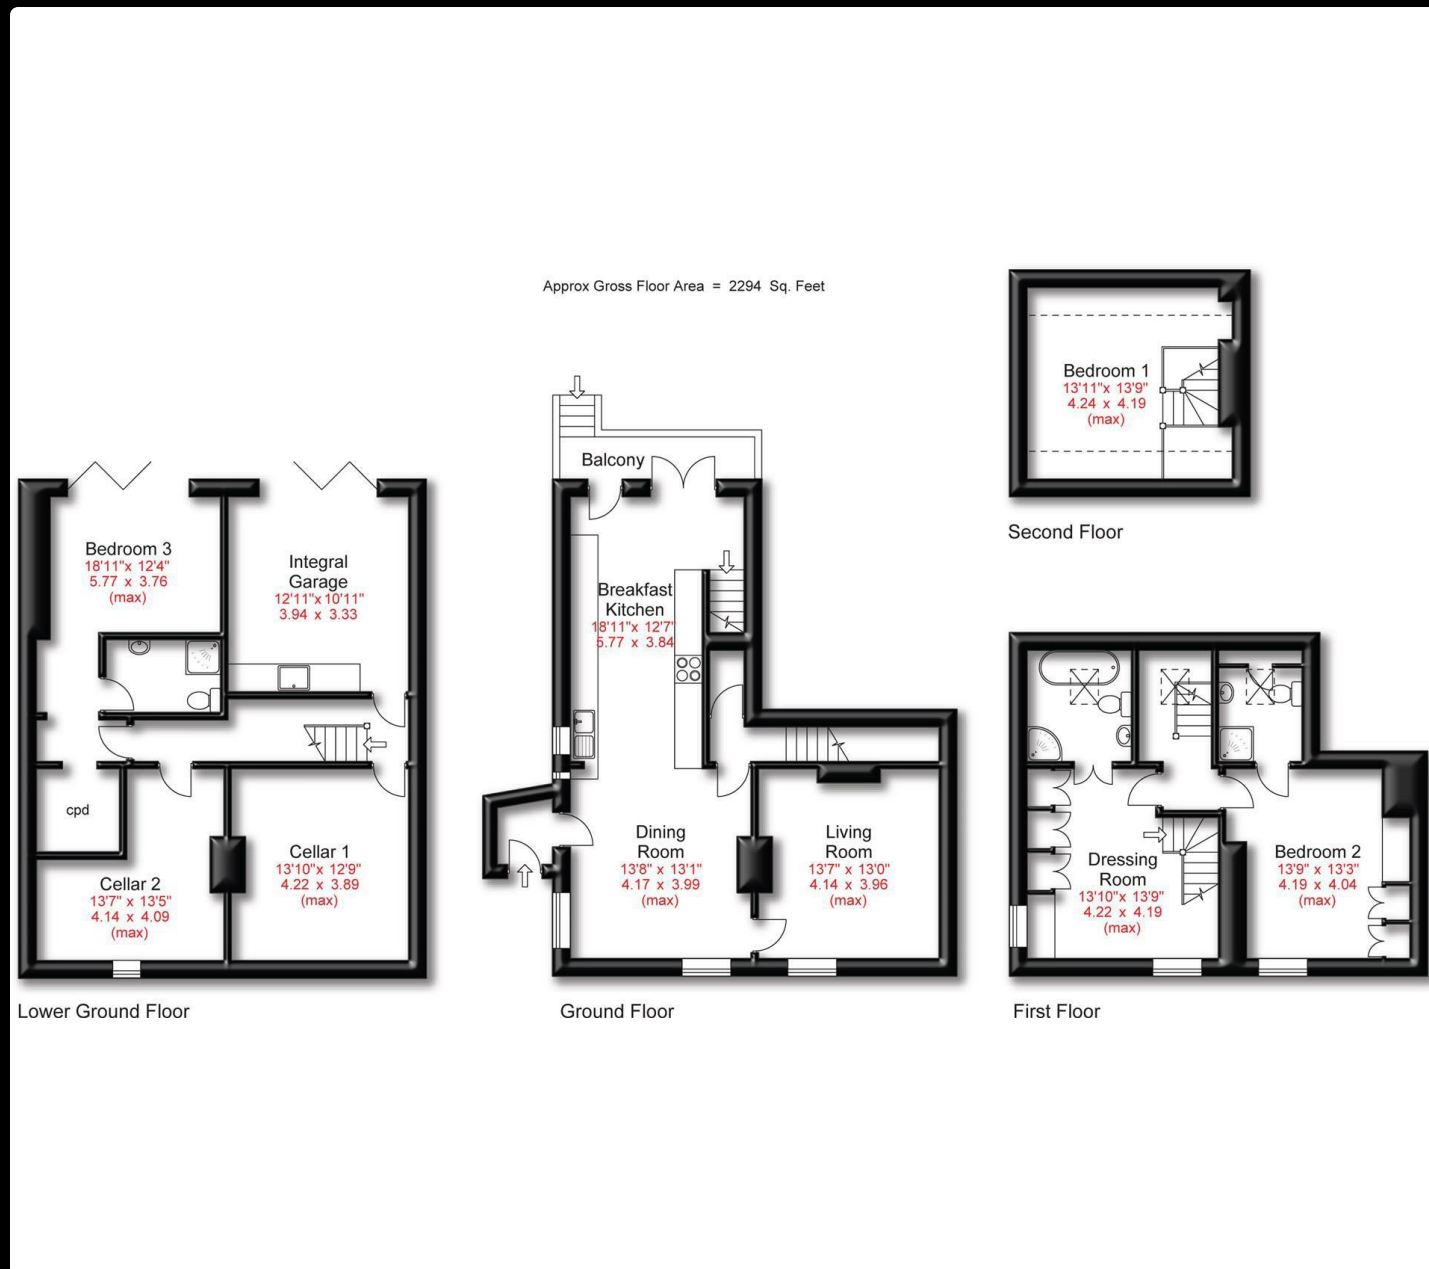 Approx Gross Floor Area = 2294 Sq. Feet
Bedroom 1
13'11"x 13'9"
4.24 x 4.19
(max)
Second Floor
Balcony
Bedroom 3
18'11"x 12'4"
5.77 x 3.76
(max)
Integral
Garage
12'11"x 10'11"
3.94 x 3.33
cpd
Cellar 2
13'7" x 13'5"
4.14 x 4.09
(max)
Cellar 1
13'10"x 12'9"
4.22 x 3.89
(max)
Lower Ground Floor
Breakfast
Kitchen
18'11"x 12'7"
5.77 x 3.84
Dining
Room
13'8" x 13'1"
4.17 x 3.99
(max)
Living
Room
13'7" x 13'0"
4.14 x 3.96
(max)
Ground Floor
Dressing
Room
13'10"x 13'9"
4.22 x 4.19
(max)
Bedroom 2
13'9" x 13'3"
4.19 x 4.04
(max)
First Floor